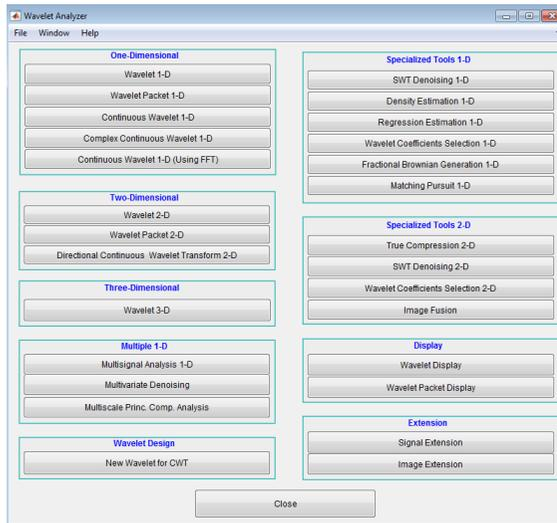 Wavelet Analyzer
File Window Help
One-Dimensional
Wavelet 1-D
Wavelet Packet 1-D
Continuous Wavelet 1-D
Complex Continuous Wavelet 1-D
Continuous Wavelet 1-D (Using FFT)
Two-Dimensional
Wavelet 2-D
Wavelet Packet 2-D
Directional Continuous Wavelet Transform 2-D
Three-Dimensional
Wavelet 3-D
Multiple 1-D
Multisignal Analysis 1-D
Multivariate Denoising
Multiscale Princ. Comp. Analysis
Wavelet Design
New Wavelet for CWT
Specialized Tools 1-D
SWT Denoising 1-D
Density Estimation 1-D
Regression Estimation 1-D
Wavelet Coefficients Selection 1-D
Fractional Brownian Generation 1-D
Matching Pursuit 1-D
Specialized Tools 2-D
True Compression 2-D
SWT Denoising 2-D
Wavelet Coefficients Selection 2-D
Image Fusion
Display
Wavelet Display
Wavelet Packet Display
Extension
Signal Extension
Image Extension
Close